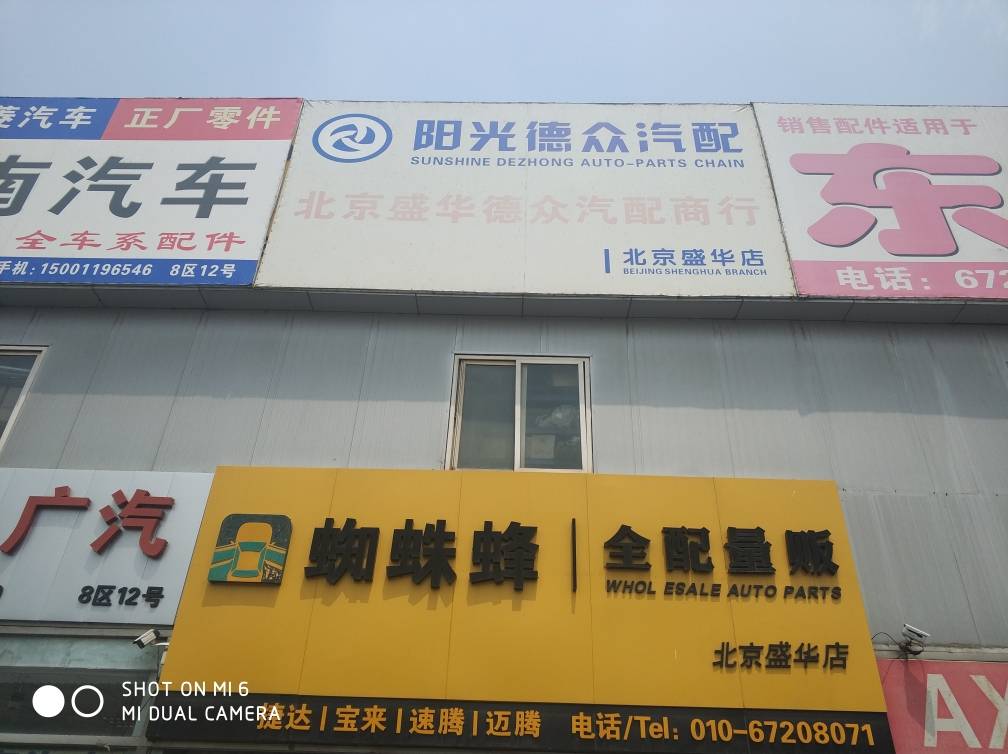 菱汽车 正厂零件
南汽车
全车系配件
手机:15001196546 8区12号
阳光德众汽配
SUNSHINE DEZHONG AUTO-PARTS CHAIN
北京盛华德众汽配商行
北京盛华店
BEIJING SHENGHUA BRANCH
销售配件适用于
东
电话: 672
广汽
8区12号
蜘蛛蜂 全配量贩
WHOL ESALE AUTO PARTS
北京盛华店
捷达|宝来|速腾|迈腾 电话/Tel: 010-67208071
AX
SHOT ON MI 6
MI DUAL CAMERA